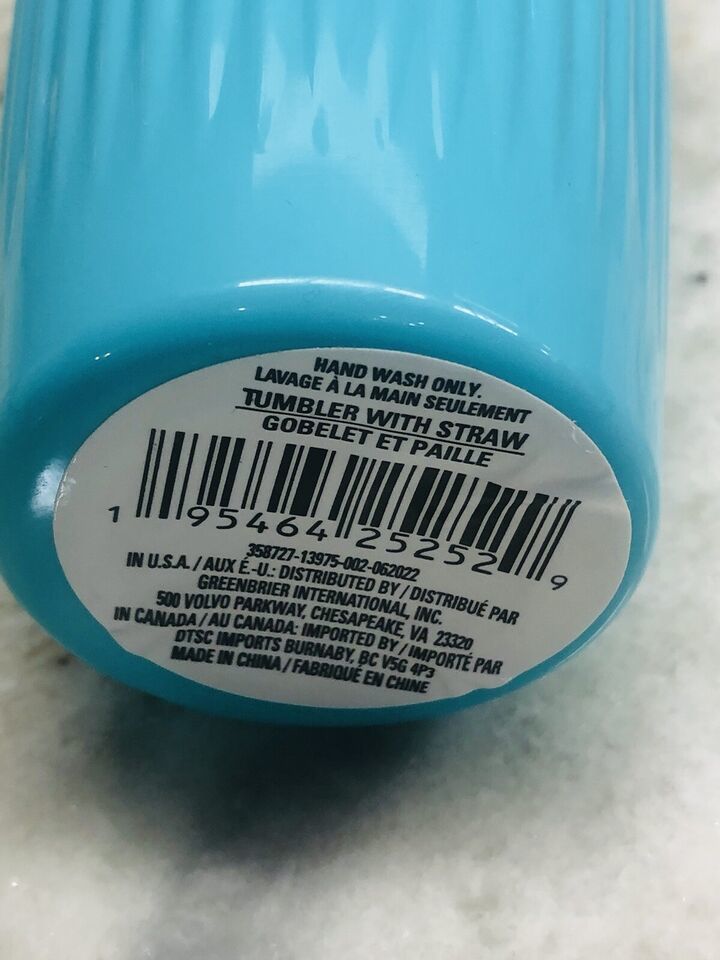 HAND WASH ONLY.
LAVAGE À LA MAIN SEULEMENT
TUMBLER WITH STRAW
GOBELET ET PAILLE
1 95464 25252 9
358727-13975-002-062022
IN U.S.A. / AUX É.-U.: DISTRIBUTED BY / DISTRIBUÉ PAR
GREENBRIER INTERNATIONAL, INC.
500 VOLVO PARKWAY, CHESAPEAKE, VA 23320
IN CANADA / AU CANADA: IMPORTED BY / IMPORTÉ PAR
DTSC IMPORTS BURNABY, BC V5G 4P3
MADE IN CHINA / FABRIQUÉ EN CHINE